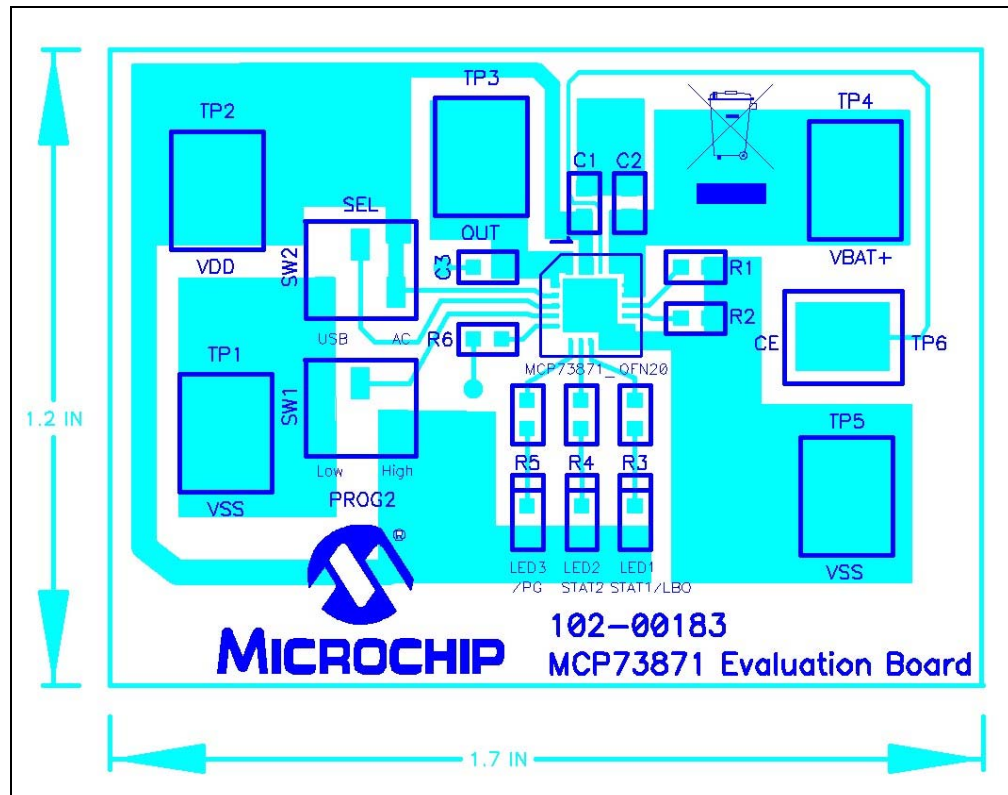 TP3
TP2
TP4
C1 C2
SEL
OUT
1
SW2
C3
VDD
VBAT+
R1
R2
USB AC
R6
CE
TP6
TP1
MCP73871_QFN20
SW1
TP5
Low High
R5 R4 R3
PROG2
VSS
®
LED3 LED2 LED1
/PG STAT2 STAT1/LBO
VSS
1.2 IN
MICROCHIP
102-00183
MCP73871 Evaluation Board
1.7 IN